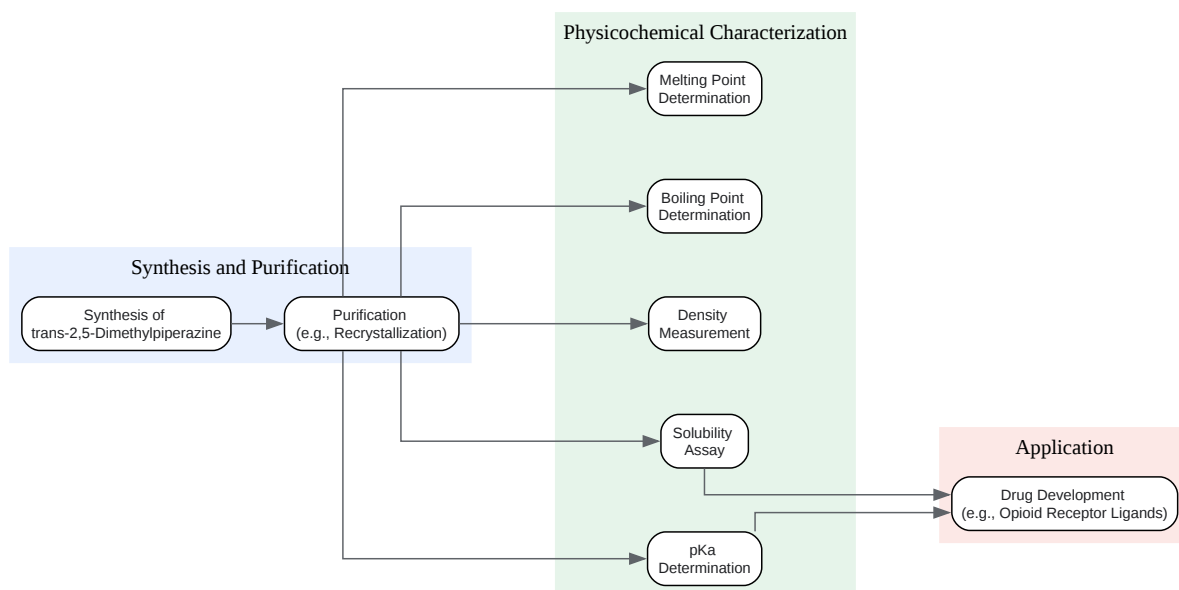 Physicochemical Characterization
Melting Point
Determination
Boiling Point
Determination
Synthesis and Purification
Synthesis of
trans-2,5-Dimethylpiperazine
Purification
(e.g., Recrystallization)
Density
Measurement
Solubility
Assay
Application
Drug Development
(e.g., Opioid Receptor Ligands)
pKa
Determination